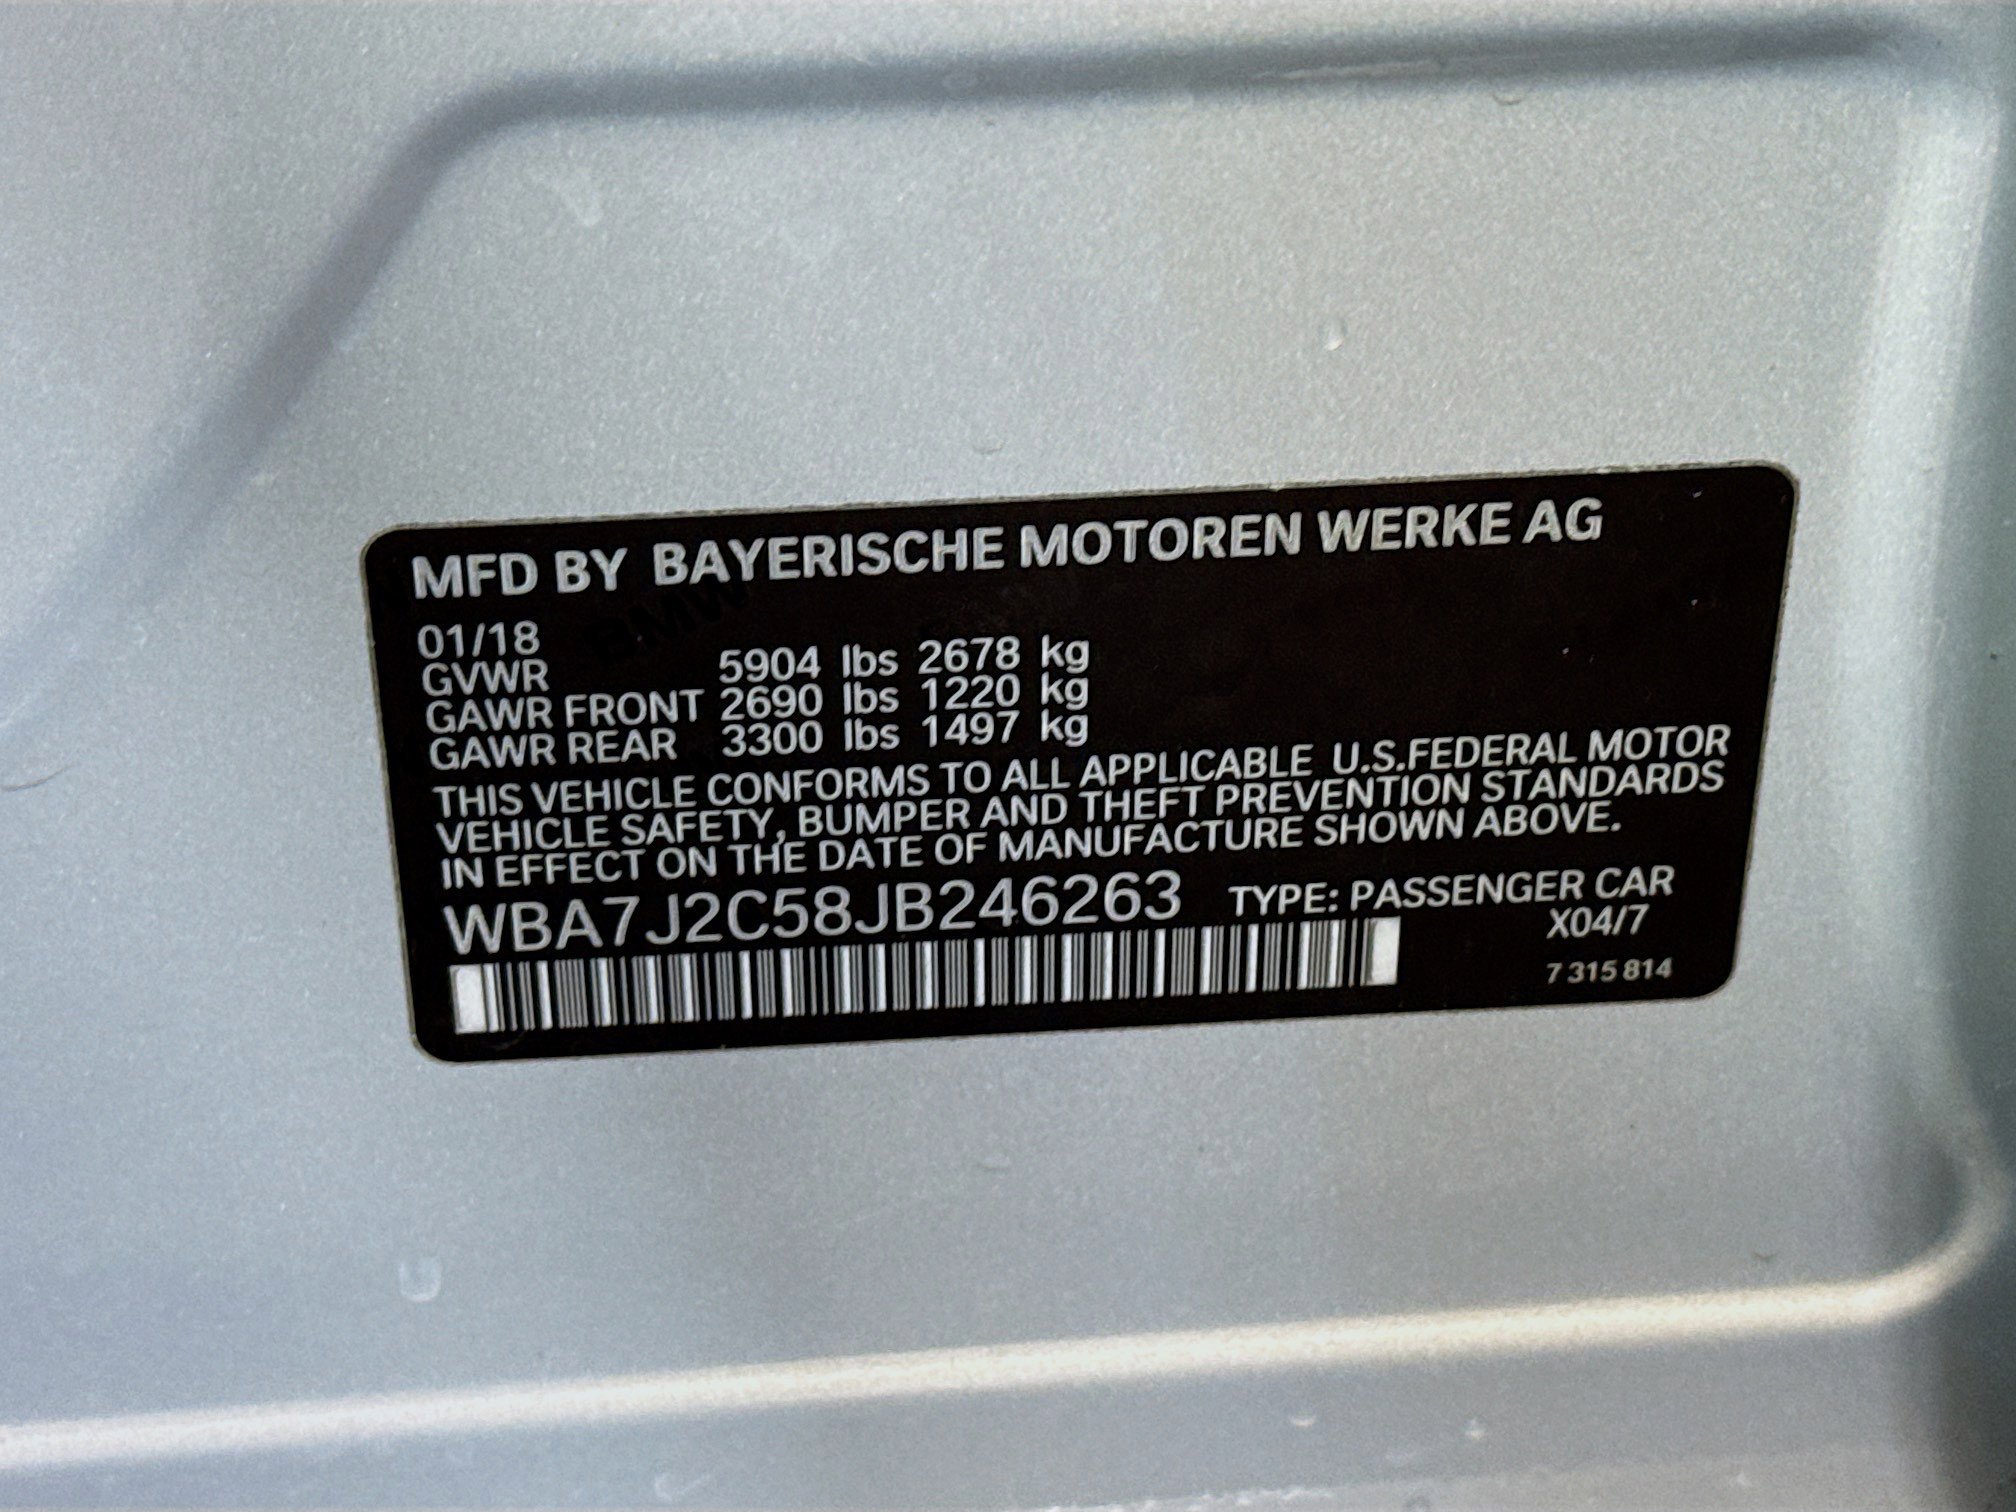 MFD BY BAYERISCHE MOTOREN WERKE AG
01/18
GVWR 5904 lbs 2678 kg
GAWR FRONT 2690 lbs 1220 kg
GAWR REAR 3300 lbs 1497 kg
THIS VEHICLE CONFORMS TO ALL APPLICABLE U.S.FEDERAL MOTOR
VEHICLE SAFETY, BUMPER AND THEFT PREVENTION STANDARDS
IN EFFECT ON THE DATE OF MANUFACTURE SHOWN ABOVE.
WBA7J2C58JB246263 TYPE: PASSENGER CAR
X04/7
7 315 814
BMW